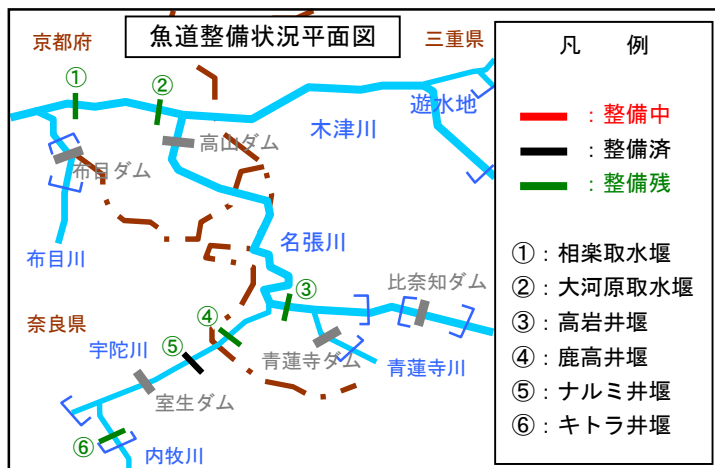 魚道整備状況平面図
京都府
三重県
①
②
遊水地
木津川
高山ダム
布目ダム
布目川
名張川
比奈知ダム
③
奈良県
④
宇陀川
⑤
青蓮寺ダム
青蓮寺川
室生ダム
⑥
内牧川
凡 例
：整備中
：整備済
：整備残
①：相楽取水堰
②：大河原取水堰
③：高岩井堰
④：鹿高井堰
⑤：ナルミ井堰
⑥：キトラ井堰